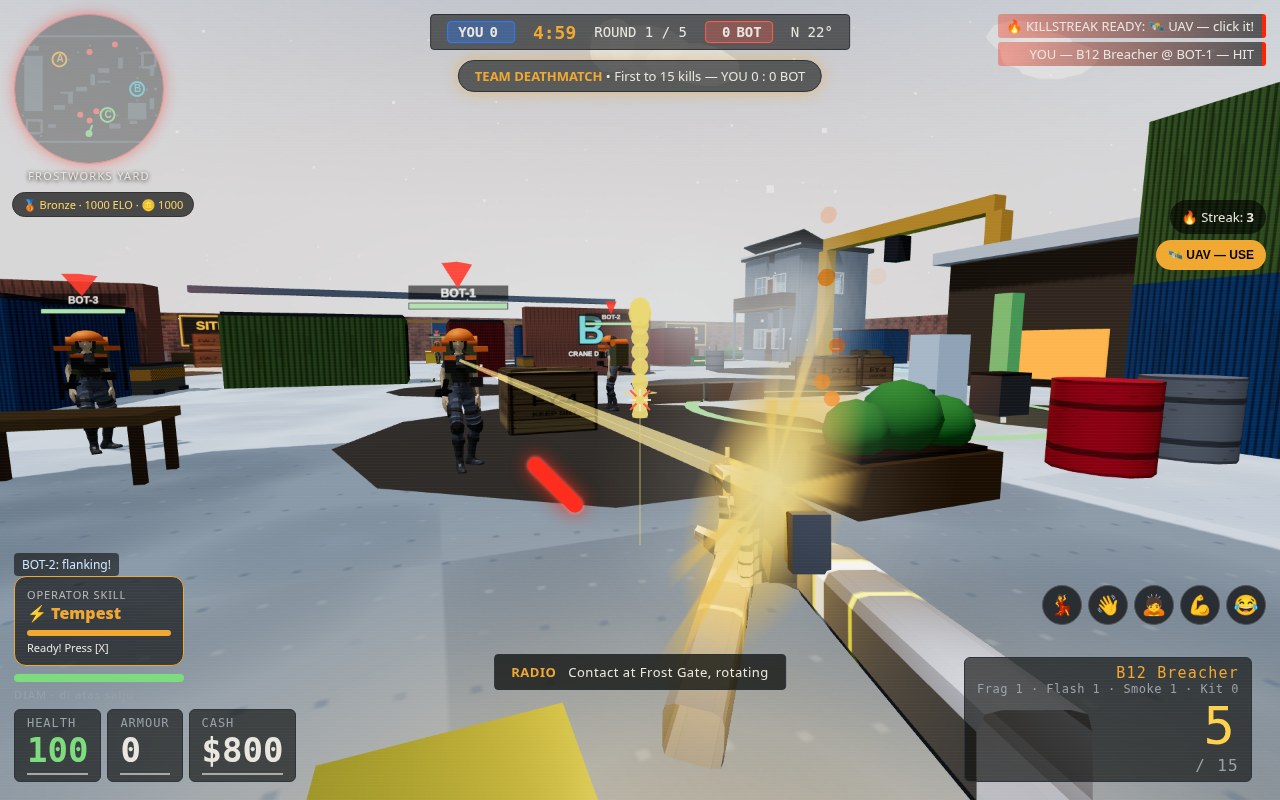 YOU 0
4:59
ROUND 1 / 5
0 BOT
N 22°
TEAM DEATHMATCH • First to 15 kills — YOU 0 : 0 BOT
🔥 KILLSTREAK READY: 🛰️ UAV — click it!
YOU — B12 Breacher @ BOT-1 — HIT
A
B
C
FROSTWORKS YARD
🥉 Bronze · 1000 ELO · 🪙 1000
🔥 Streak: 3
🛰️ UAV — USE
BOT-3
BOT-1
BOT-2
B
CRANE D
SIT
BOT-2: flanking!
OPERATOR SKILL
⚡ Tempest
Ready! Press [X]
RADIO Contact at Frost Gate, rotating
HEALTH
100
ARMOUR
0
CASH
$800
B12 Breacher
Frag 1 · Flash 1 · Smoke 1 · Kit 0
5
/ 15